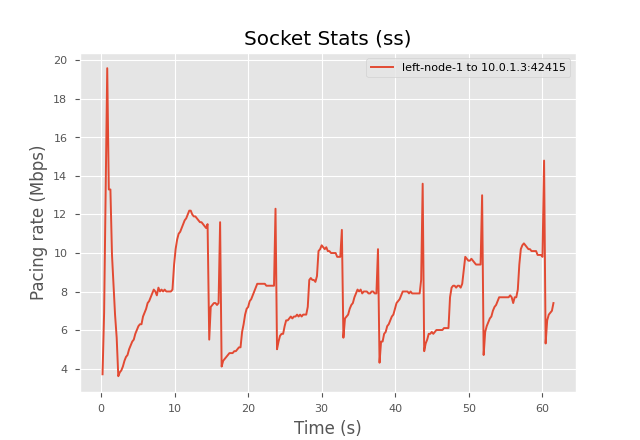 Socket Stats (ss)
left-node-1 to 10.0.1.3:42415
Pacing rate (Mbps)
20
18
16
14
12
10
8
6
4
0 10 20 30 40 50 60
Time (s)